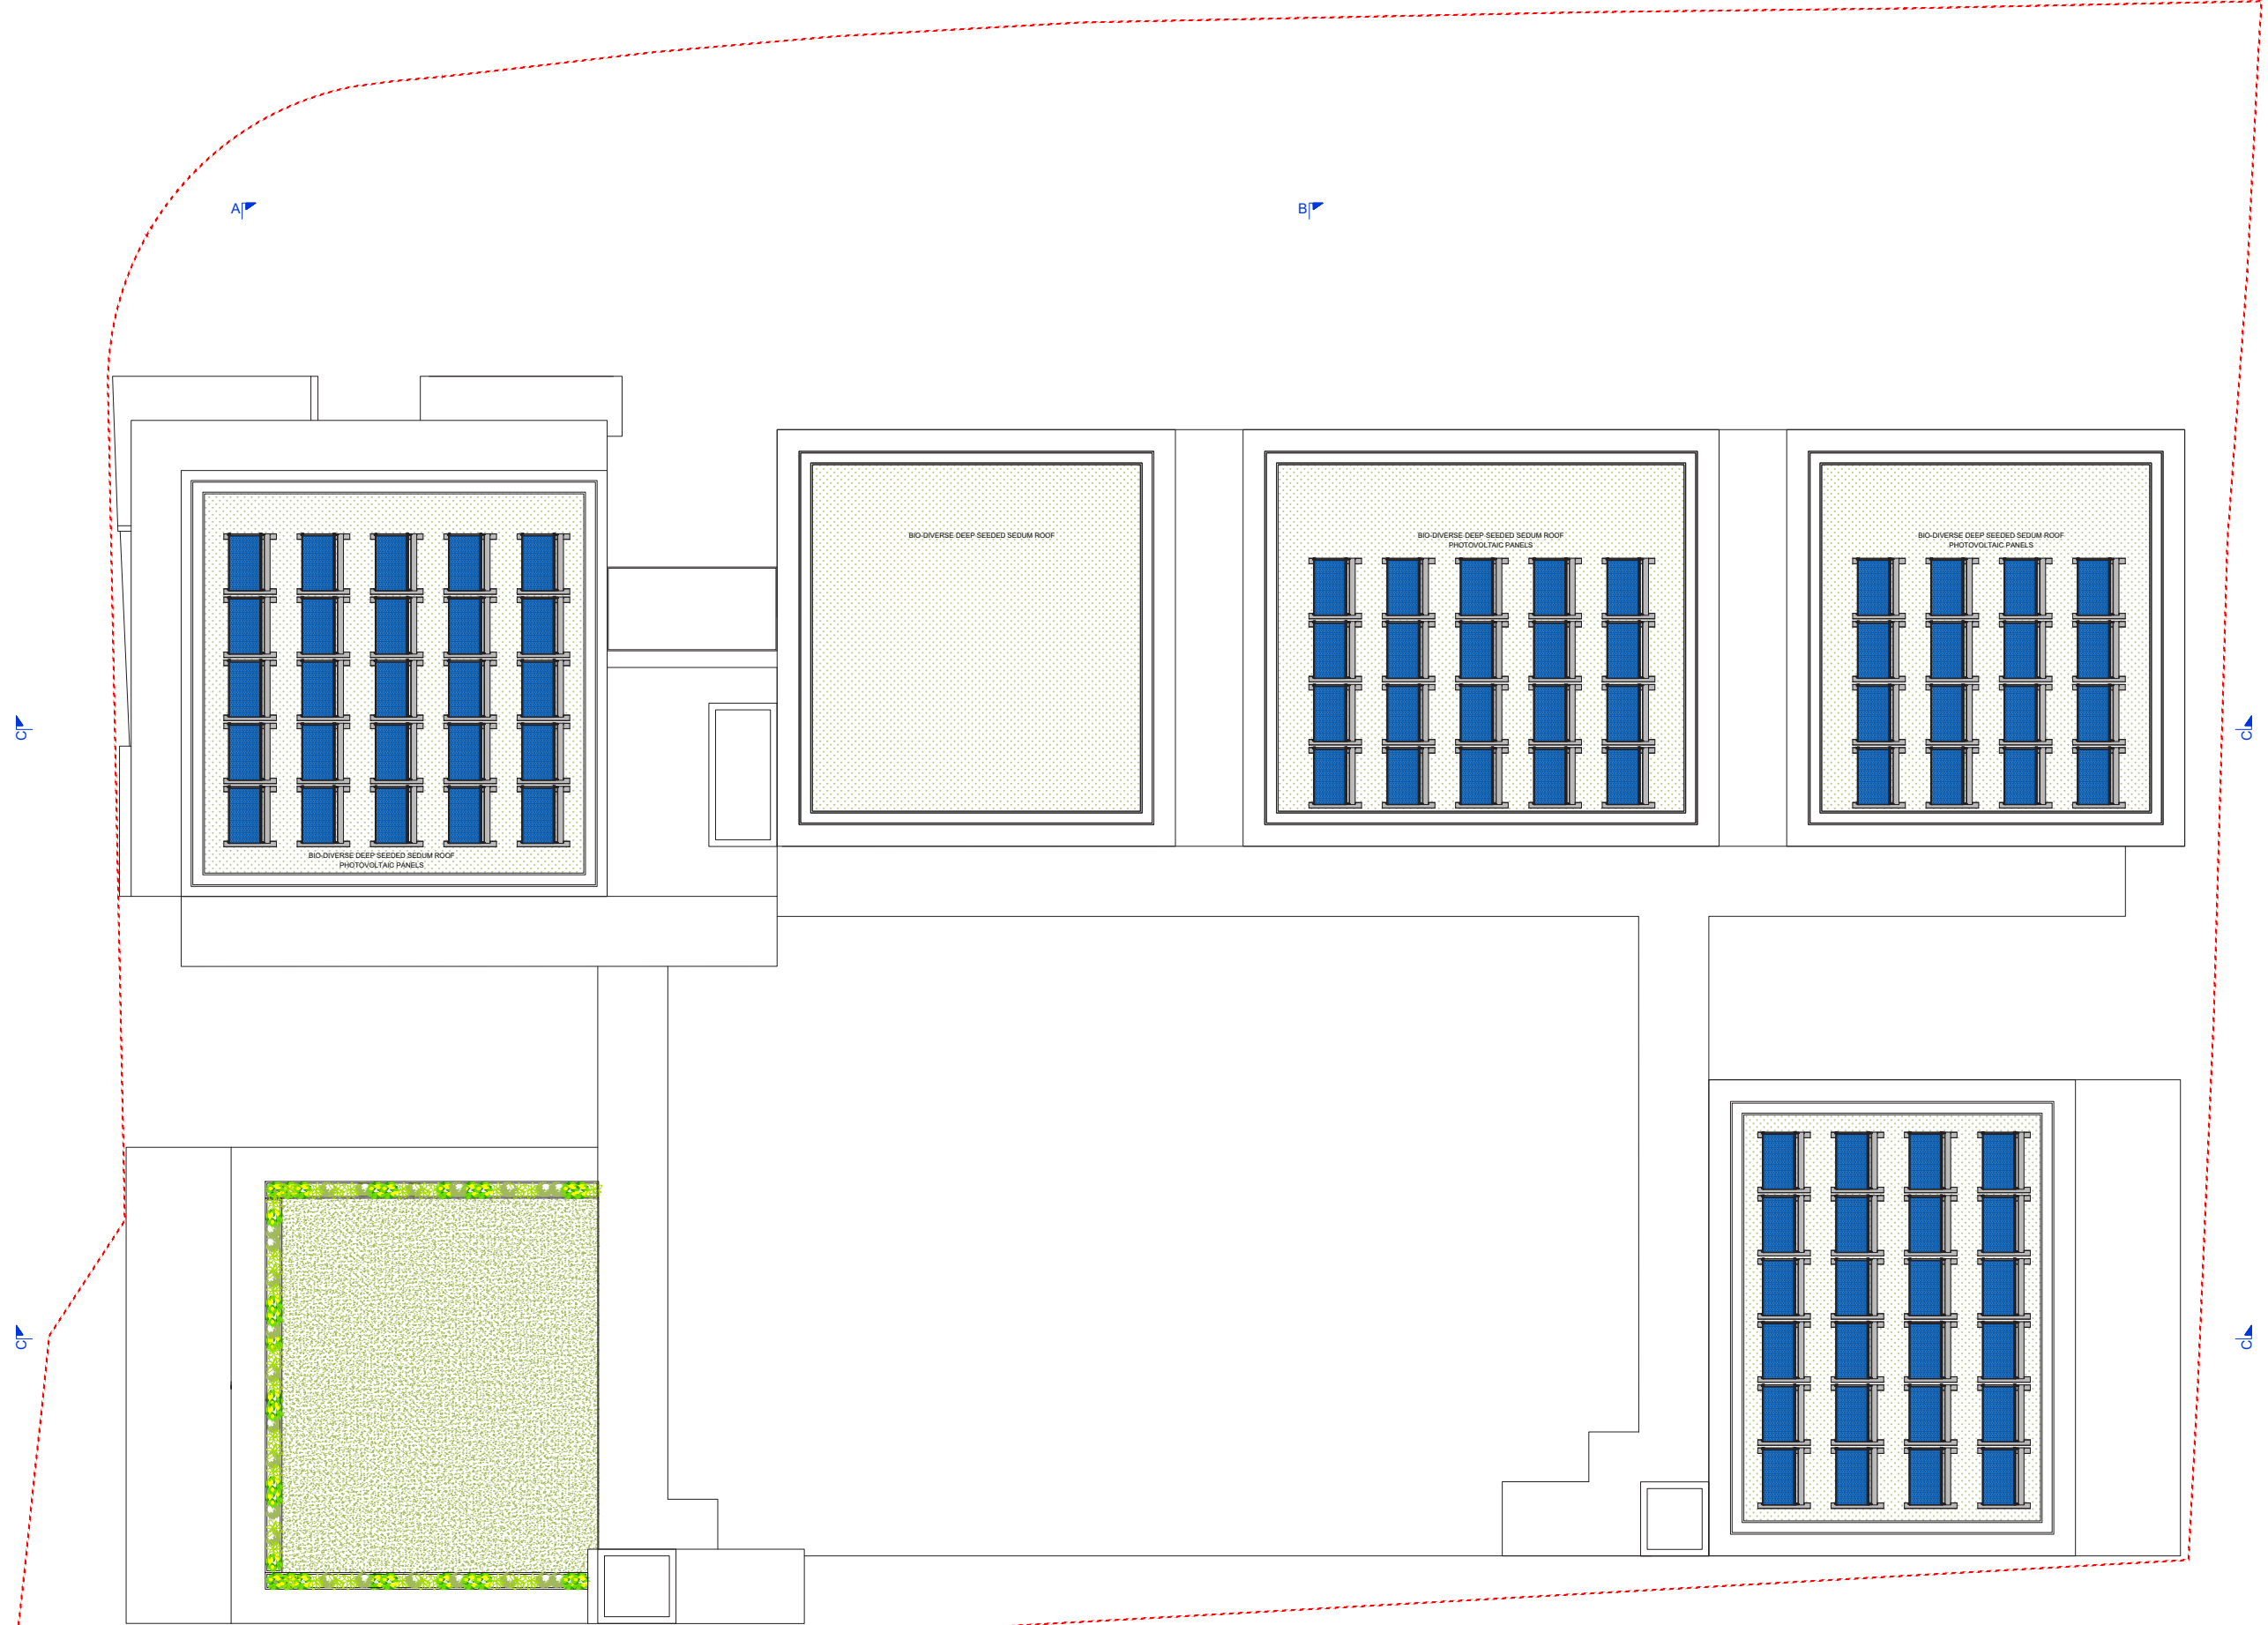 A
B
BIO-DIVERSE DEEP SEEDED SEDUM ROOF
BIO-DIVERSE DEEP SEEDED SEDUM ROOF
PHOTOVOLTAIC PANELS
BIO-DIVERSE DEEP SEEDED SEDUM ROOF
PHOTOVOLTAIC PANELS
C
C
BIO-DIVERSE DEEP SEEDED SEDUM ROOF
PHOTOVOLTAIC PANELS
C
C